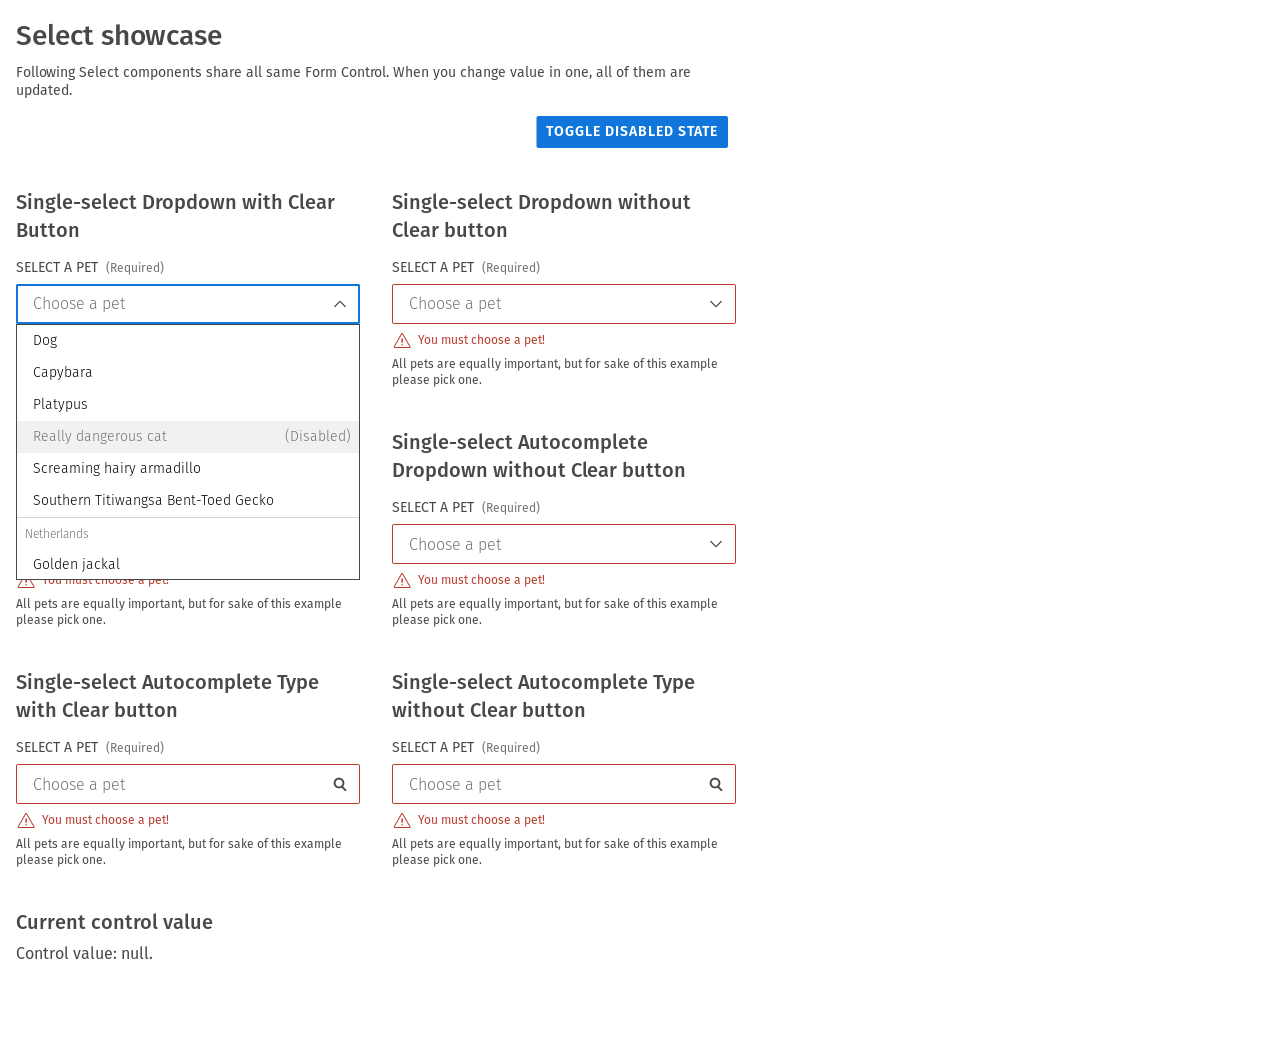 Select showcase
Following Select components share all same Form Control. When you change value in one, all of them are
updated.
TOGGLE DISABLED STATE
Single-select Dropdown with Clear
Button
SELECT A PET (Required)
Choose a pet
Dog
Capybara
Platypus
Really dangerous cat (Disabled)
Screaming hairy armadillo
Southern Titiwangsa Bent-Toed Gecko
Netherlands
Golden jackal
You must choose a pet!
All pets are equally important, but for sake of this example
please pick one.
Single-select Dropdown without
Clear button
SELECT A PET (Required)
Choose a pet
You must choose a pet!
All pets are equally important, but for sake of this example
please pick one.
Single-select Autocomplete
Dropdown without Clear button
SELECT A PET (Required)
Choose a pet
You must choose a pet!
All pets are equally important, but for sake of this example
please pick one.
Single-select Autocomplete Type
with Clear button
SELECT A PET (Required)
Choose a pet
You must choose a pet!
All pets are equally important, but for sake of this example
please pick one.
Single-select Autocomplete Type
without Clear button
SELECT A PET (Required)
Choose a pet
You must choose a pet!
All pets are equally important, but for sake of this example
please pick one.
Current control value
Control value: null.